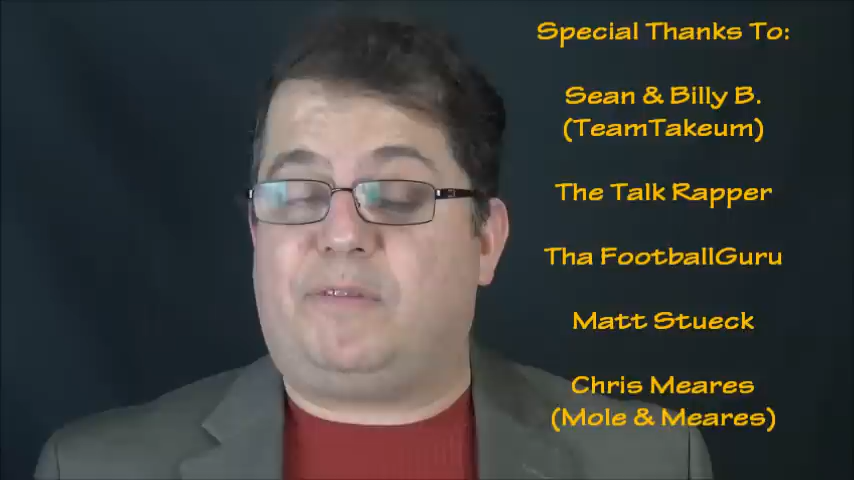 Special Thanks To:
Sean & Billy B.
(TeamTakeum)
The Talk Rapper
Tha FootballGuru
Matt Stueck
Chris Meares
(Mole & Meares)